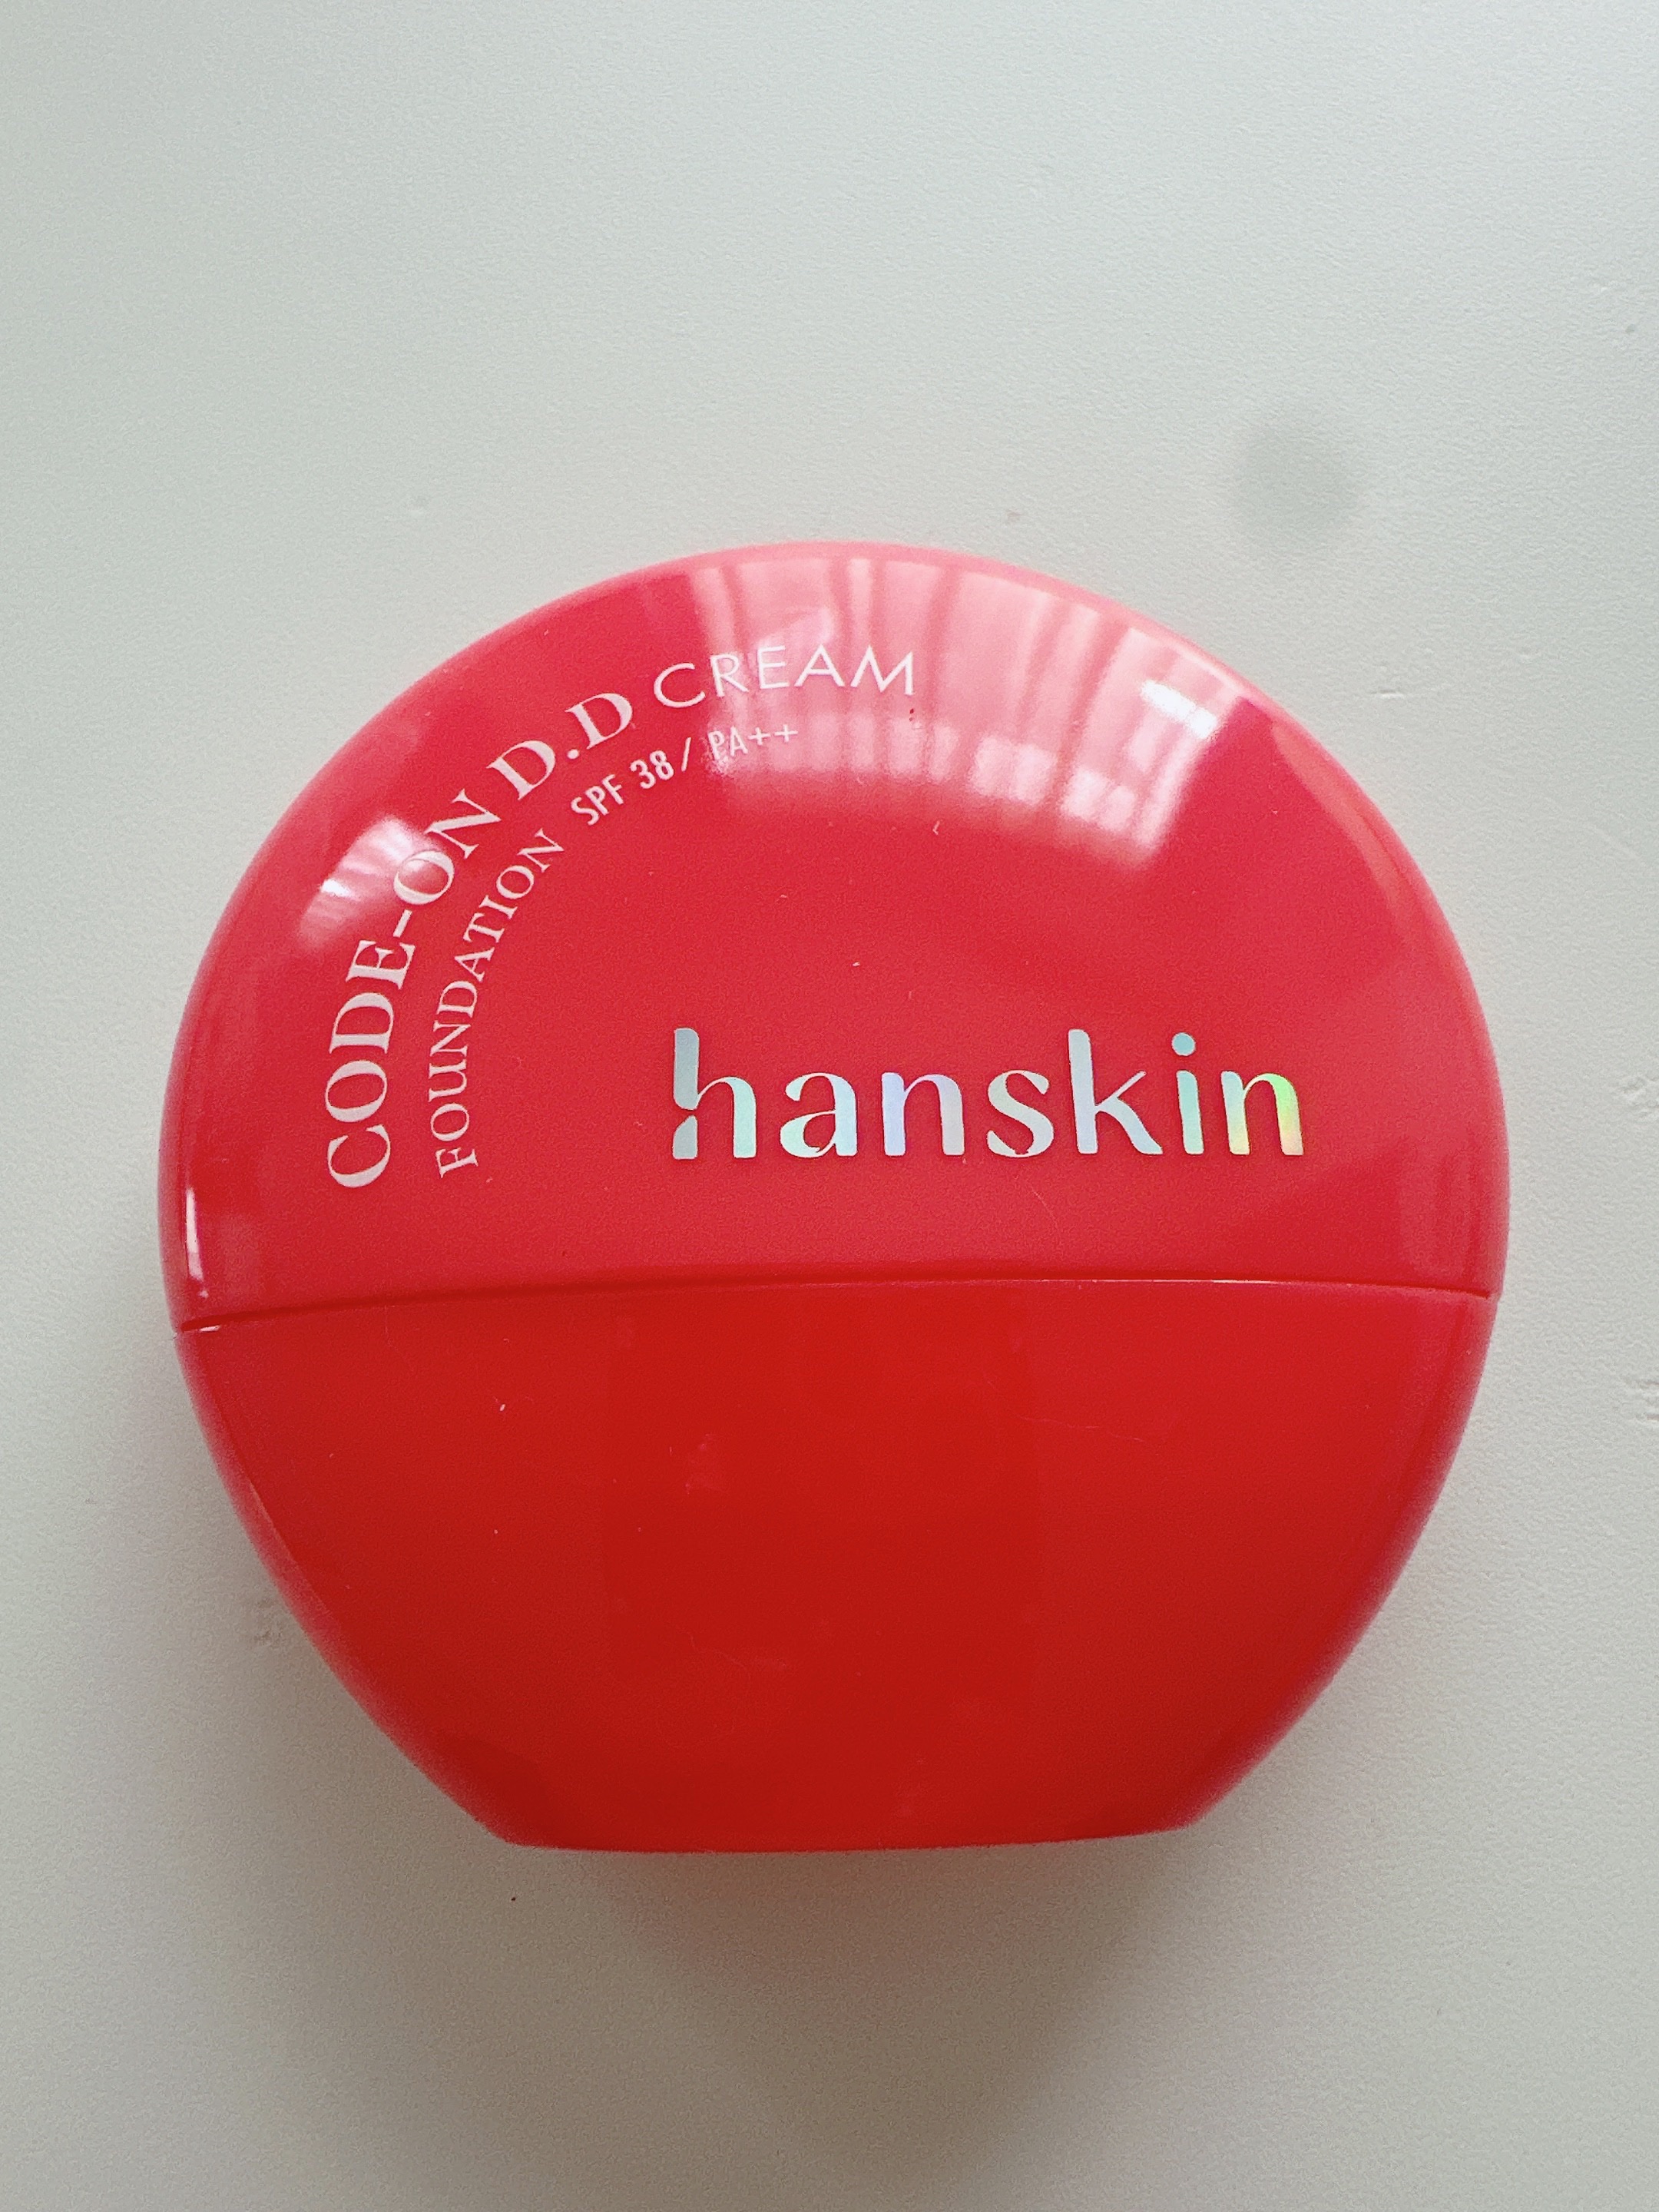 CODE-ON D.D CREAM
FOUNDATION SPF 38/ PA++
hanskin